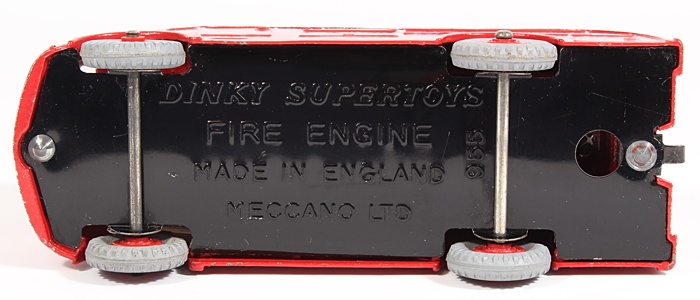 DINKY SUPERTOYS
FIRE ENGINE
MADE IN ENGLAND
MECCANO LTD
955